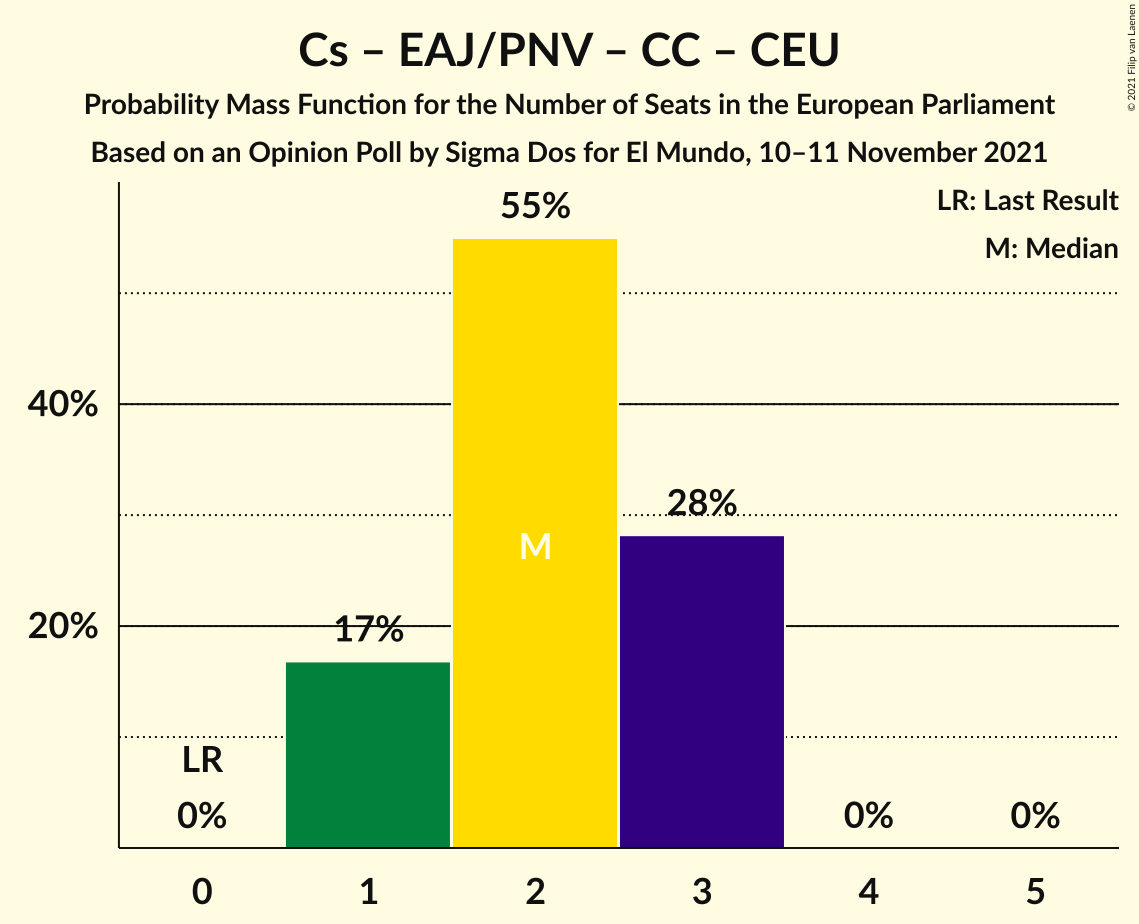 Cs – EAJ/PNV – CC – CEU
Probability Mass Function for the Number of Seats in the European Parliament
Based on an Opinion Poll by Sigma Dos for El Mundo, 10–11 November 2021
© 2021 Filip van Laenen
LR: Last Result
M: Median
55%
40%
28%
M
20%
17%
LR
0%
0%
0%
0 1 2 3 4 5